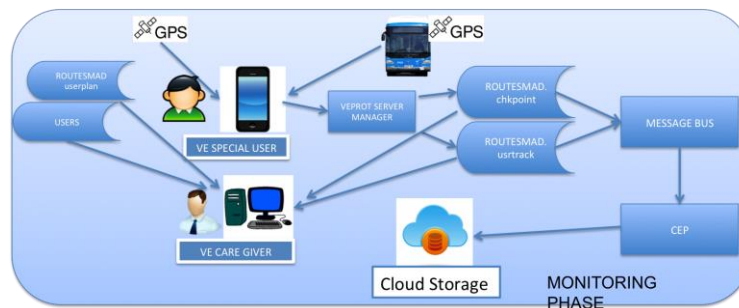 GPS
GPS
ROUTESMAD
userplan
USERS
VE SPECIAL USER
VEPROT SERVER
MANAGER
ROUTESMAD.
chkpoint
ROUTESMAD.
usrtrack
MESSAGE BUS
VE CARE GIVER
CEP
Cloud Storage
MONITORING
PHASE